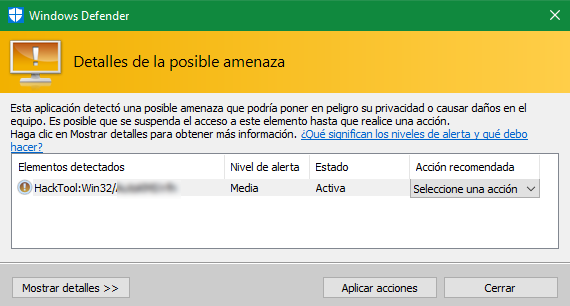 Windows Defender
Detalles de la posible amenaza
Esta aplicación detectó una posible amenaza que podría poner en peligro su privacidad o causar daños en el
equipo. Es posible que se suspenda el acceso a este elemento hasta que realice una acción.
Haga clic en Mostrar detalles para obtener más información. ¿Qué significan los niveles de alerta y qué debo
hacer?
Elementos detectados Nivel de alerta Estado Acción recomendada
HackTool:Win32/ Media Activa Seleccione una acción
Mostrar detalles >> Aplicar acciones Cerrar